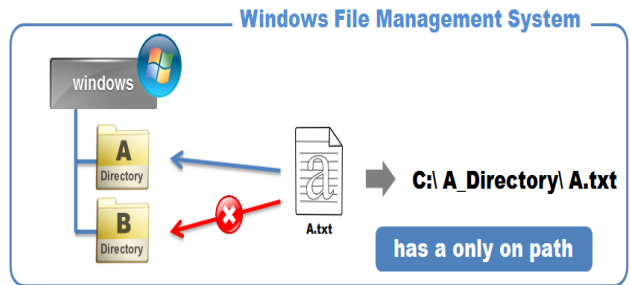 Windows File Management System
windows
A
Directory
B
Directory
a
A.txt
C:\ A_Directory\ A.txt
has a only on path